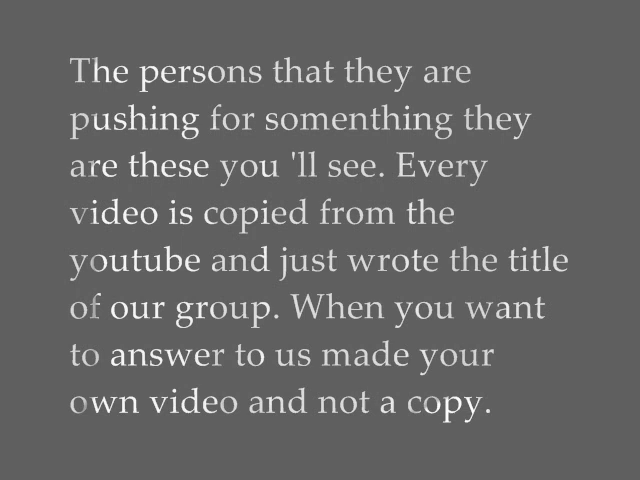 The persons that they are
pushing for somenthing they
are these you 'll see. Every
video is copied from the
youtube and just wrote the title
of our group. When you want
to answer to us made your
own video and not a copy.